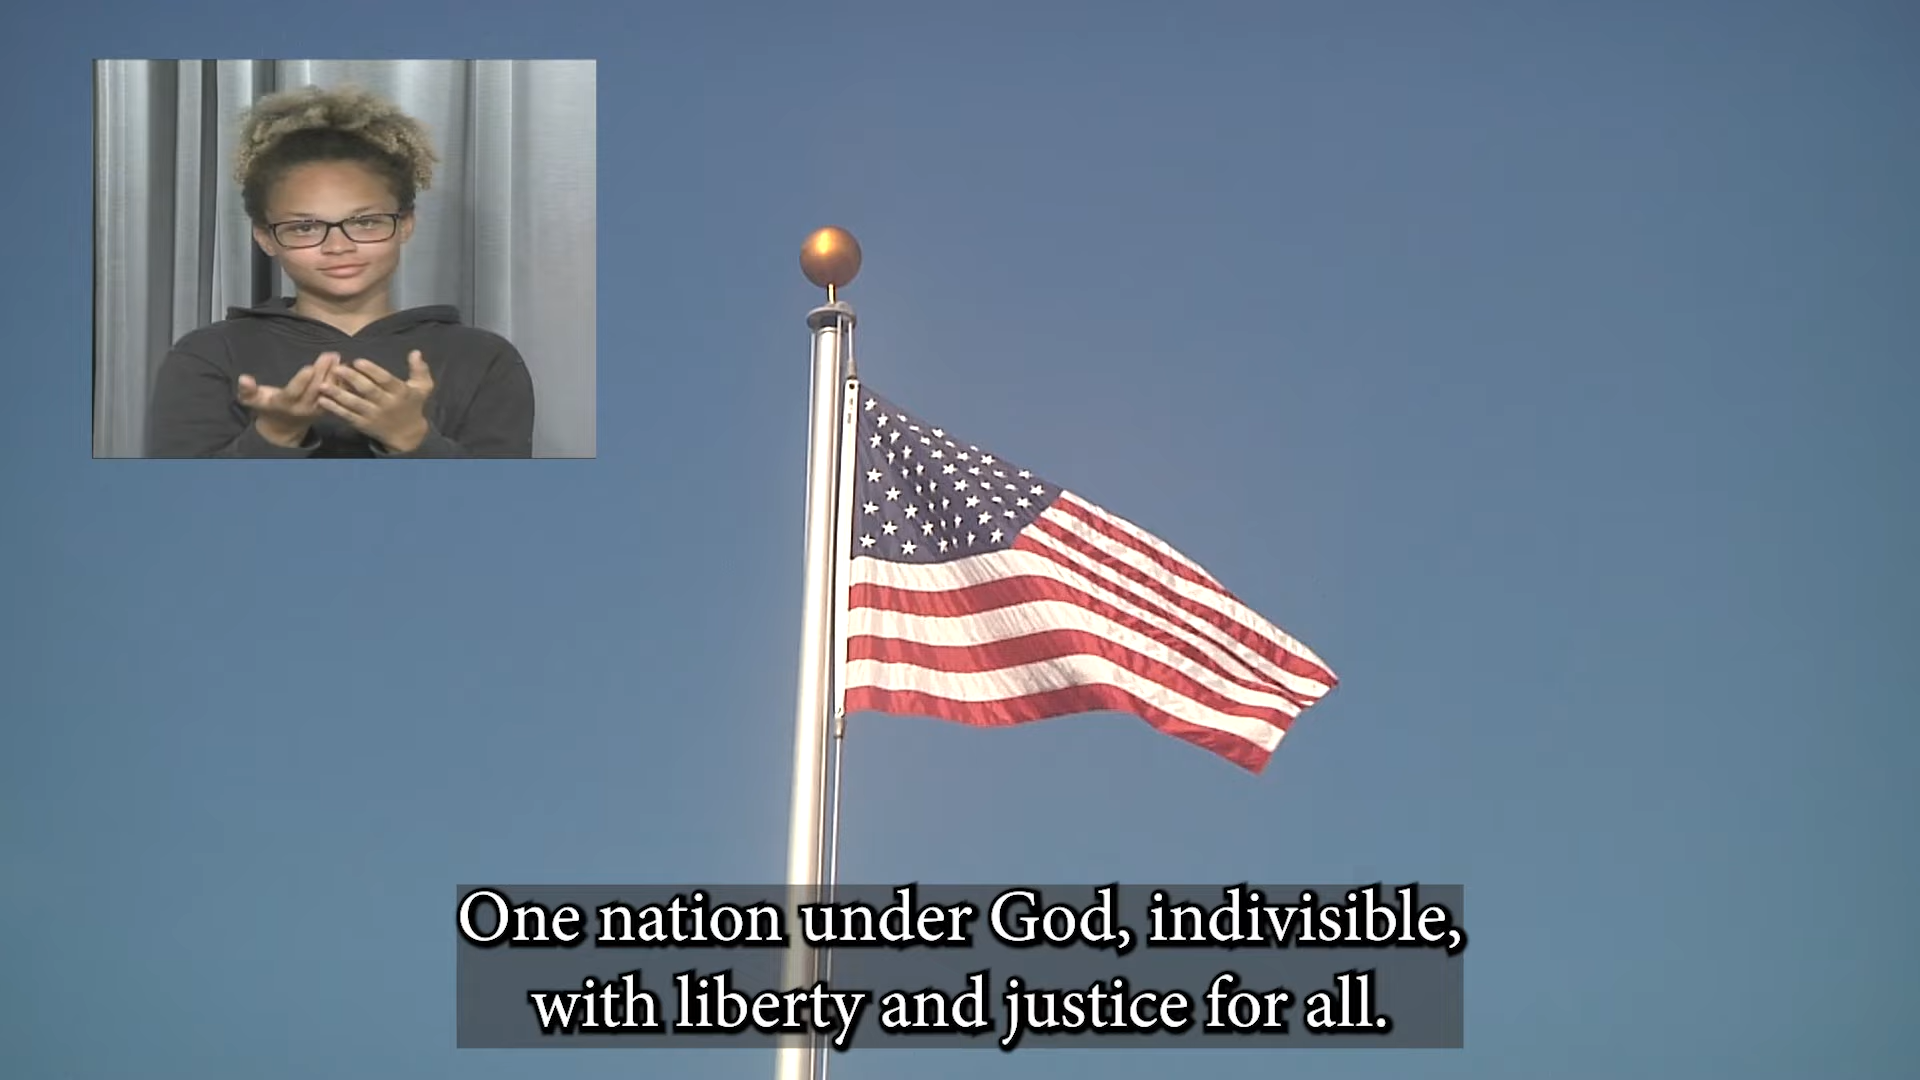 One nation under God, indivisible,
with liberty and justice for all.